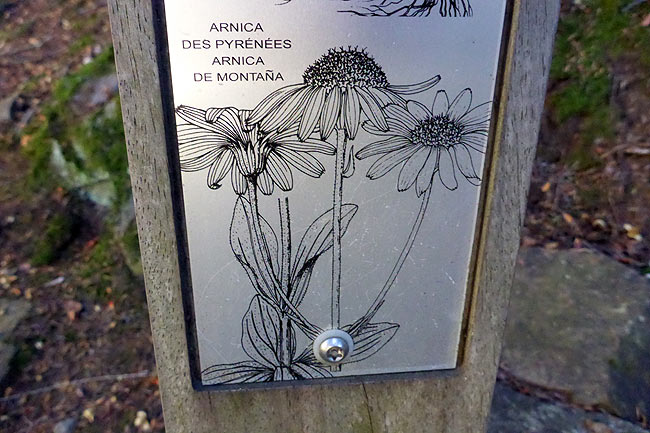 ARNICA
DES PYRÉNÉES
ARNICA
DE MONTAÑA